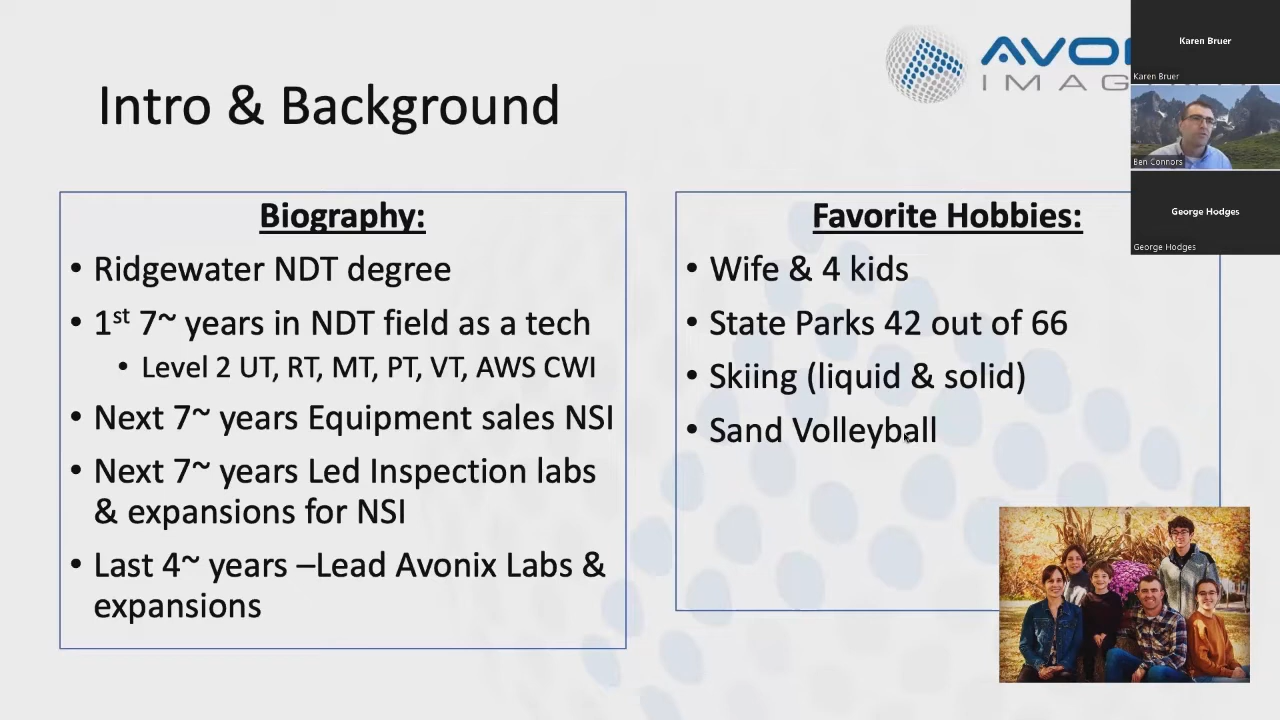 AVO
IMAG
Intro & Background
Karen Bruer
Karen Bruer
Ben Connors
George Hodges
George Hodges
Biography:
• Ridgewater NDT degree
• 1st 7~ years in NDT field as a tech
• Level 2 UT, RT, MT, PT, VT, AWS CWI
• Next 7~ years Equipment sales NSI
• Next 7~ years Led Inspection labs
& expansions for NSI
• Last 4~ years –Lead Avonix Labs &
expansions
Favorite Hobbies:
• Wife & 4 kids
• State Parks 42 out of 66
• Skiing (liquid & solid)
• Sand Volleyball